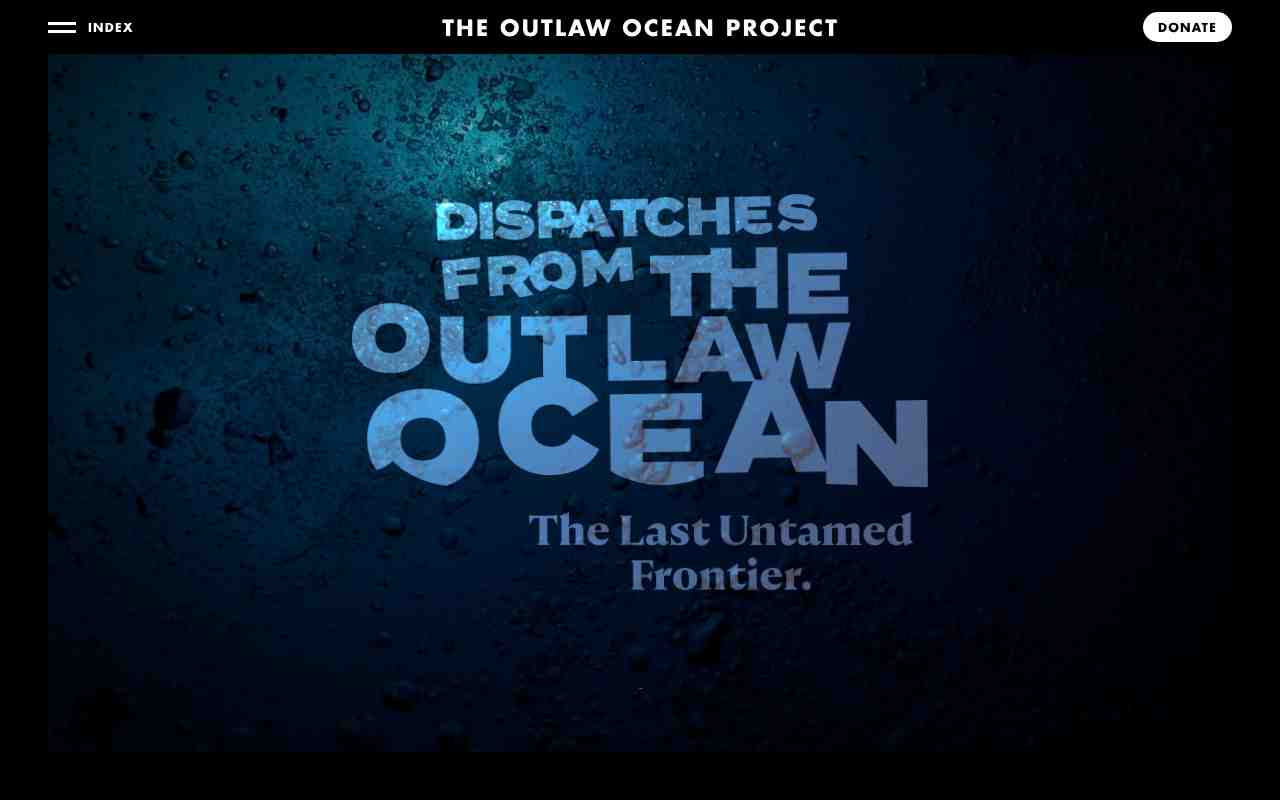 INDEX
THE OUTLAW OCEAN PROJECT
DONATE
DISPATCHES
FROM THE
OUTLAW
OCEAN
The Last Untamed
Frontier.